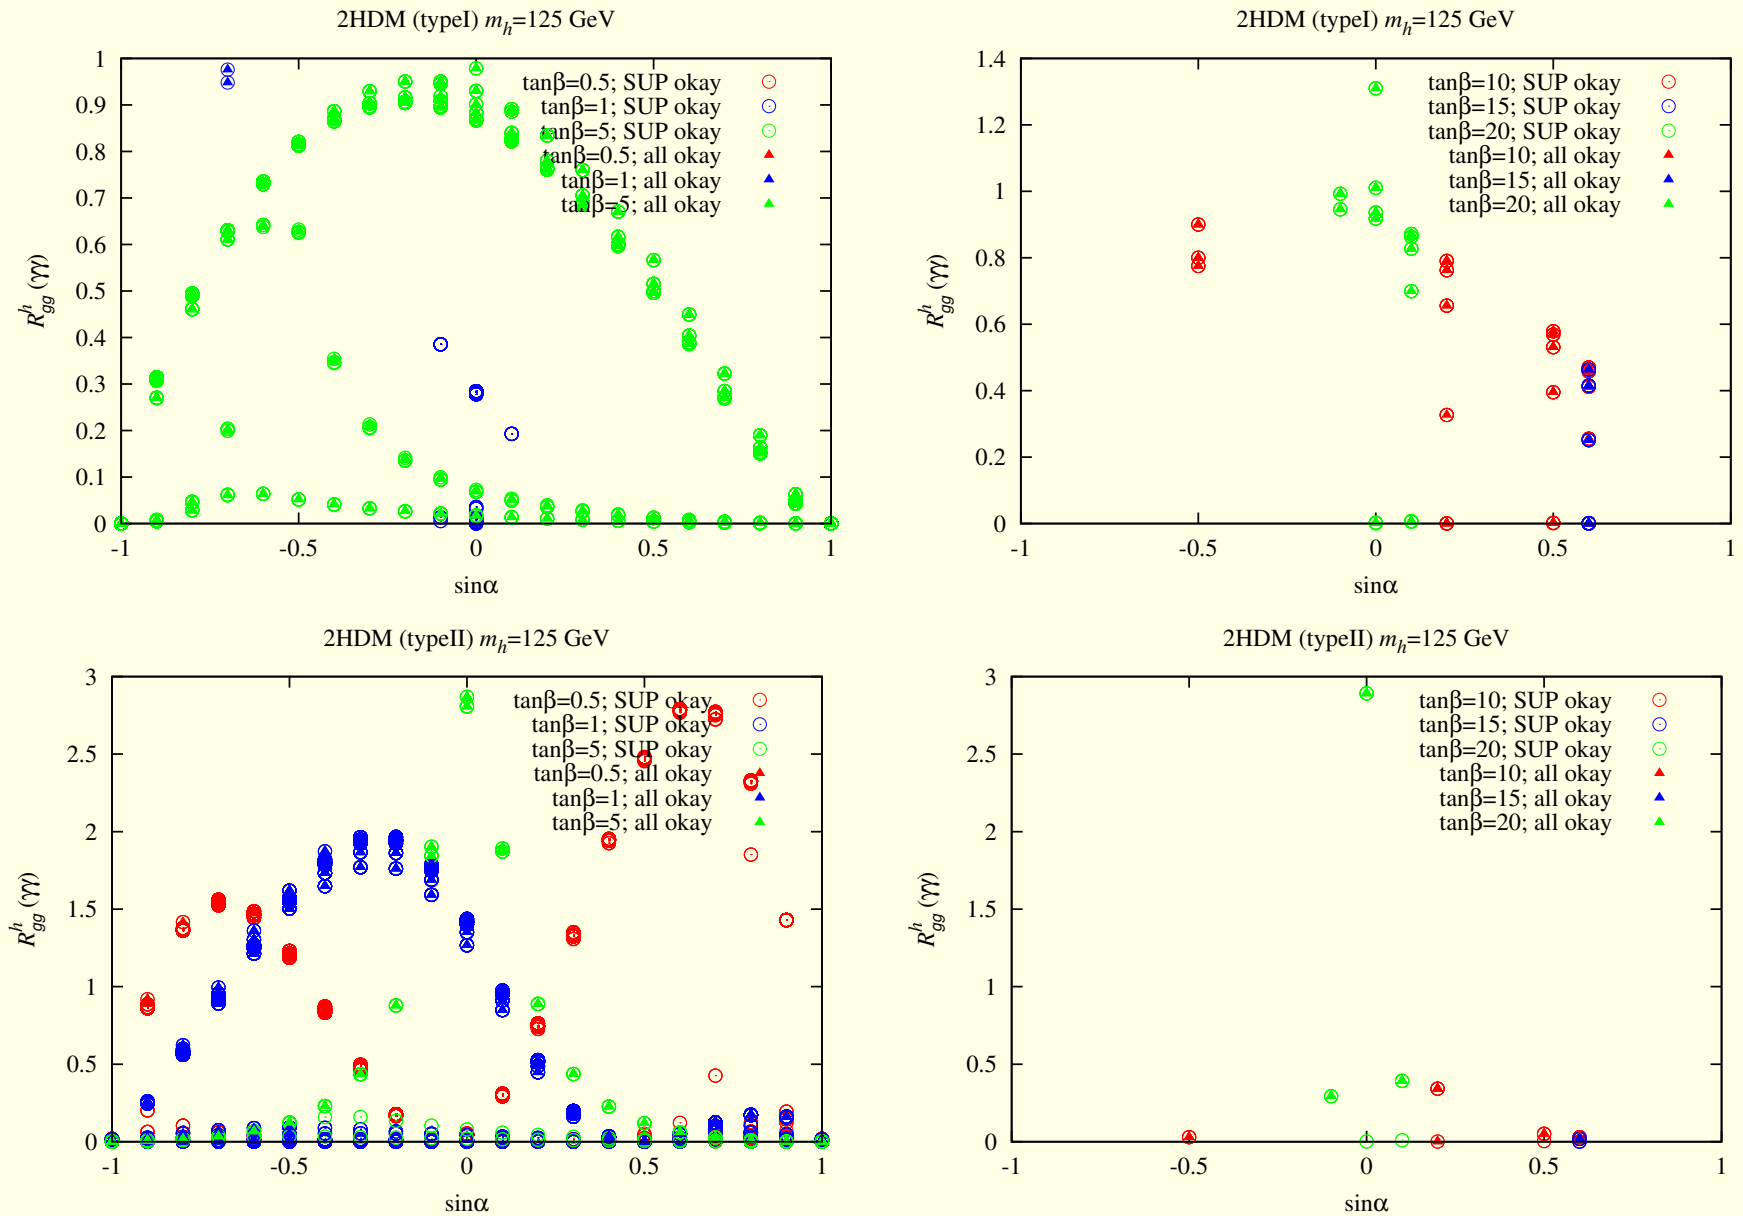 2HDM (typeI) m_h=125 GeV
R^h_gg(γγ)
1
0.9
0.8
0.7
0.6
0.5
0.4
0.3
0.2
0.1
0
-1
-0.5
0
0.5
1
sinα
tanβ=0.5; SUP okay
tanβ=1; SUP okay
tanβ=5; SUP okay
tanβ=0.5; all okay
tanβ=1; all okay
tanβ=5; all okay
2HDM (typeI) m_h=125 GeV
R^h_gg(γγ)
1.4
1.2
1
0.8
0.6
0.4
0.2
0
-1
-0.5
0
0.5
1
sinα
tanβ=10; SUP okay
tanβ=15; SUP okay
tanβ=20; SUP okay
tanβ=10; all okay
tanβ=15; all okay
tanβ=20; all okay
2HDM (typeII) m_h=125 GeV
R^h_gg(γγ)
3
2.5
2
1.5
1
0.5
0
-1
-0.5
0
0.5
1
sinα
tanβ=0.5; SUP okay
tanβ=1; SUP okay
tanβ=5; SUP okay
tanβ=0.5; all okay
tanβ=1; all okay
tanβ=5; all okay
2HDM (typeII) m_h=125 GeV
R^h_gg(γγ)
3
2.5
2
1.5
1
0.5
0
-1
-0.5
0
0.5
1
sinα
tanβ=10; SUP okay
tanβ=15; SUP okay
tanβ=20; SUP okay
tanβ=10; all okay
tanβ=15; all okay
tanβ=20; all okay